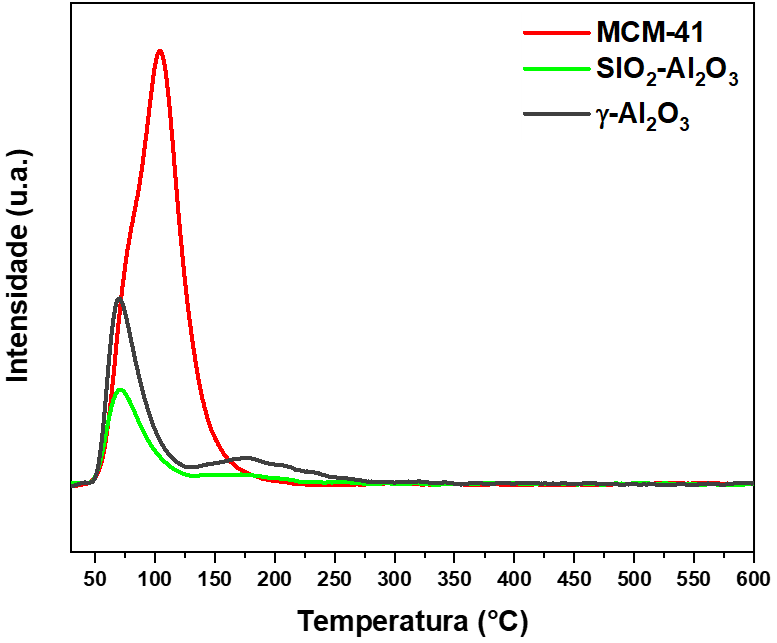 MCM-41
SIO₂-Al₂O₃
γ-Al₂O₃
Intensidade (u.a.)
50 100 150 200 250 300 350 400 450 500 550 600
Temperatura (°C)